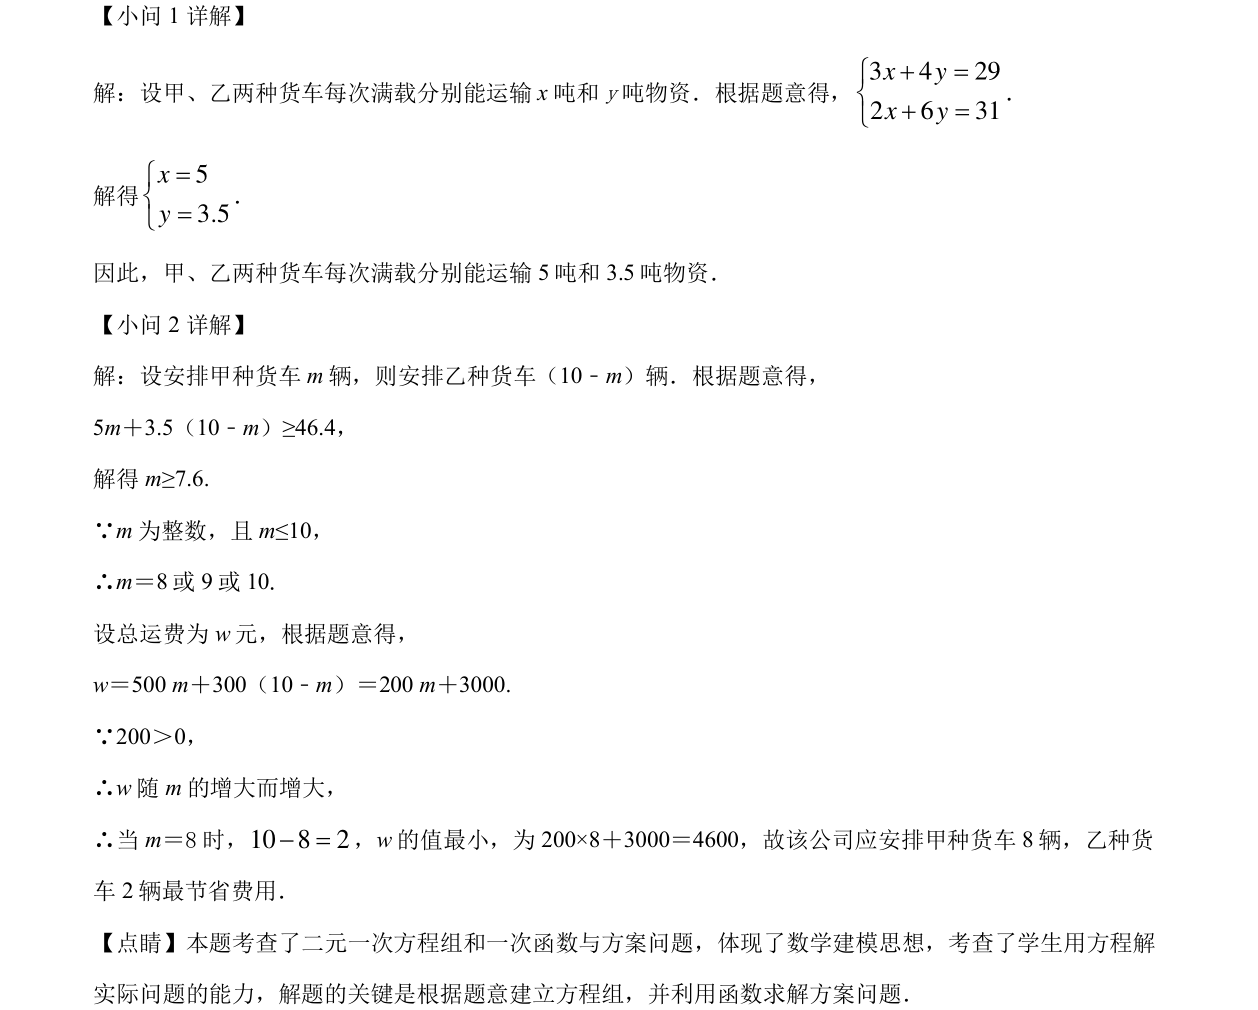 【小问 1 详解】
解：设甲、乙两种货车每次满载分别能运输 x 吨和 y 吨物资．根据题意得，{3x+4y=29 2x+6y=31．
解得{x=5 y=3.5．
因此，甲、乙两种货车每次满载分别能运输 5 吨和 3.5 吨物资．
【小问 2 详解】
解：设安排甲种货车 m 辆，则安排乙种货车（10﹣m）辆．根据题意得，
5m＋3.5（10﹣m）≥46.4，
解得 m≥7.6.
∵m 为整数，且 m≤10，
∴m＝8 或 9 或 10.
设总运费为 w 元，根据题意得，
w＝500 m＋300（10﹣m）＝200 m＋3000.
∵200＞0，
∴w 随 m 的增大而增大，
∴当 m＝8 时，10−8=2，w 的值最小，为 200×8＋3000＝4600，故该公司应安排甲种货车 8 辆，乙种货
车 2 辆最节省费用．
【点睛】本题考查了二元一次方程组和一次函数与方案问题，体现了数学建模思想，考查了学生用方程解
实际问题的能力，解题的关键是根据题意建立方程组，并利用函数求解方案问题．